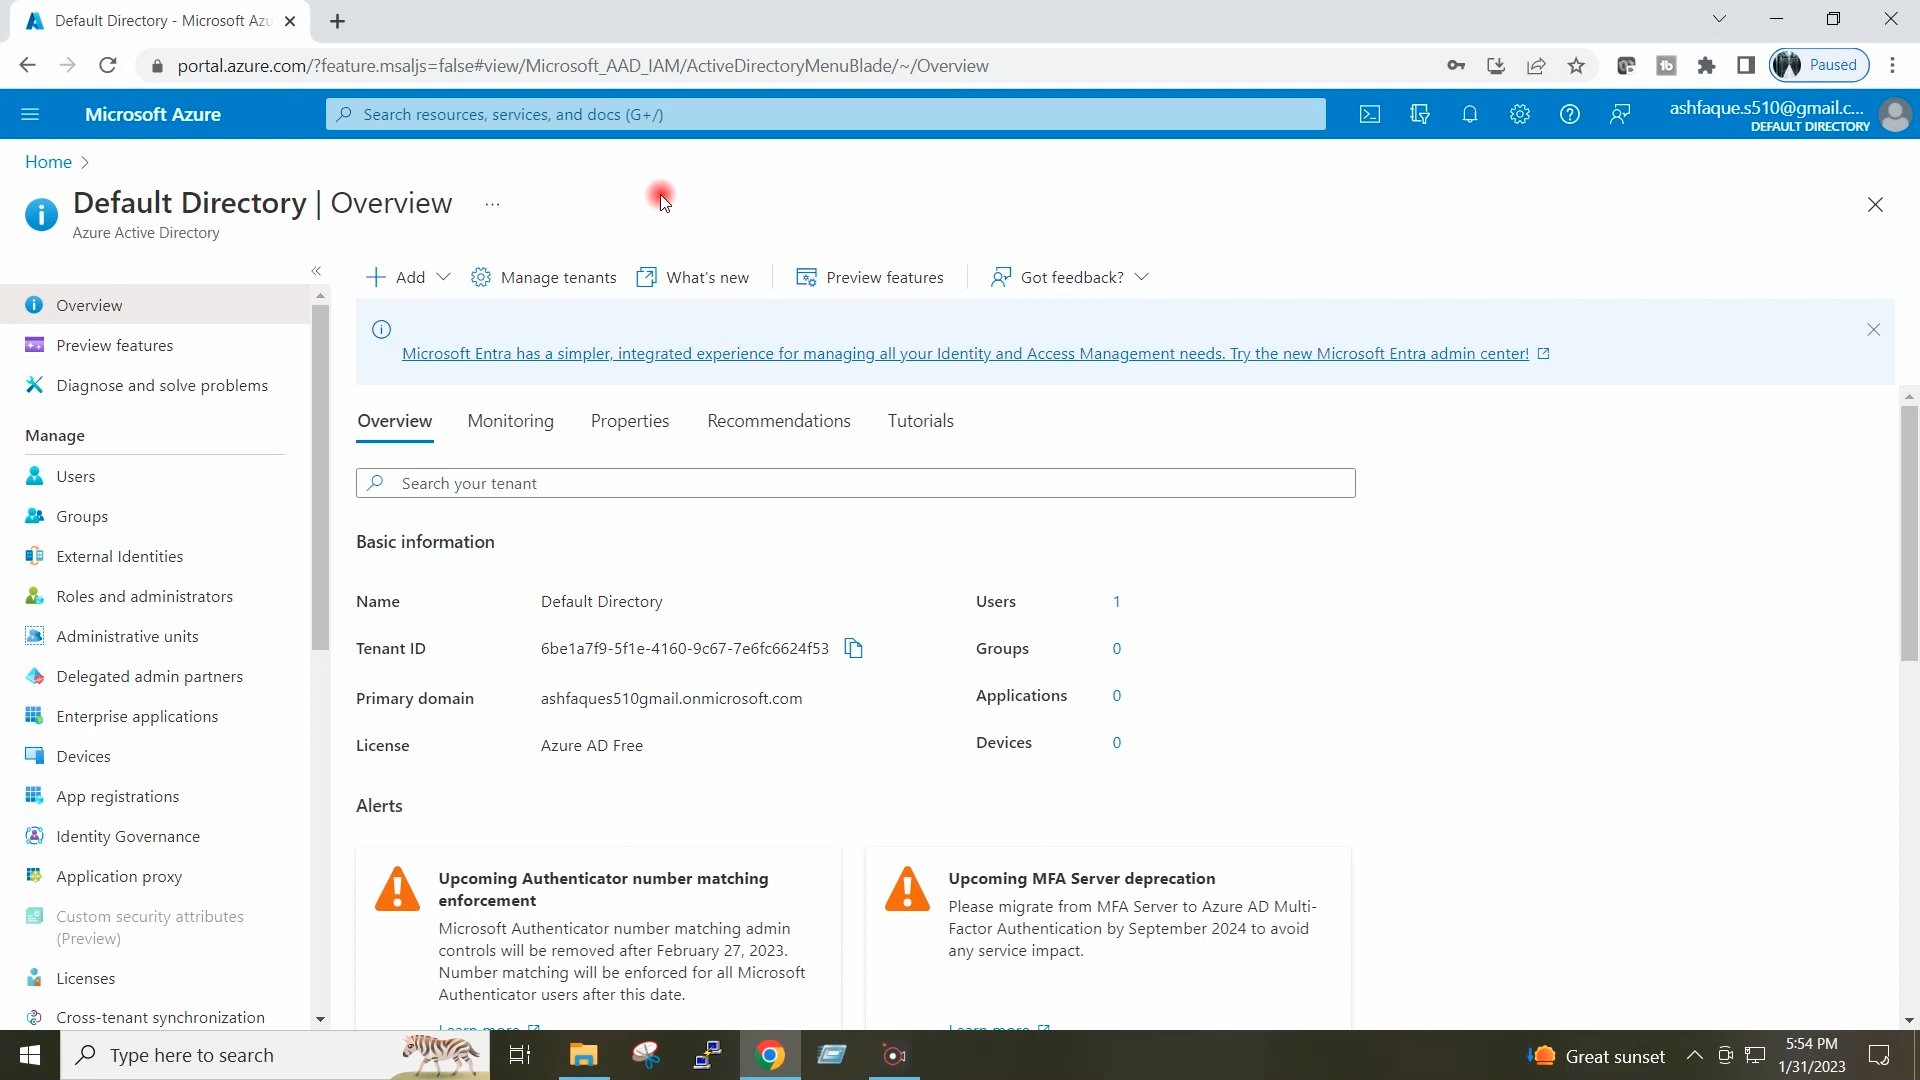 Default Directory - Microsoft Azu
portal.azure.com/?feature.msaljs=false#view/Microsoft_AAD_IAM/ActiveDirectoryMenuBlade/~/Overview
Paused
Microsoft Azure
Search resources, services, and docs (G+/)
ashfaque.s510@gmail.c...
DEFAULT DIRECTORY
Home
Default Directory | Overview
...
Azure Active Directory
Add
Manage tenants
What's new
Preview features
Got feedback?
Microsoft Entra has a simpler, integrated experience for managing all your Identity and Access Management needs. Try the new Microsoft Entra admin center!
Overview
Preview features
Diagnose and solve problems
Manage
Users
Groups
External Identities
Roles and administrators
Administrative units
Delegated admin partners
Enterprise applications
Devices
App registrations
Identity Governance
Application proxy
Custom security attributes
(Preview)
Licenses
Cross-tenant synchronization
Overview
Monitoring
Properties
Recommendations
Tutorials
Search your tenant
Basic information
Name Default Directory
Tenant ID 6be1a7f9-5f1e-4160-9c67-7e6fc6624f53
Primary domain ashfaques510gmail.onmicrosoft.com
License Azure AD Free
Users 1
Groups 0
Applications 0
Devices 0
Alerts
Upcoming Authenticator number matching
enforcement
Microsoft Authenticator number matching admin
controls will be removed after February 27, 2023.
Number matching will be enforced for all Microsoft
Authenticator users after this date.
Learn more
Upcoming MFA Server deprecation
Please migrate from MFA Server to Azure AD Multi-
Factor Authentication by September 2024 to avoid
any service impact.
Learn more
Type here to search
Great sunset
5:54 PM
1/31/2023